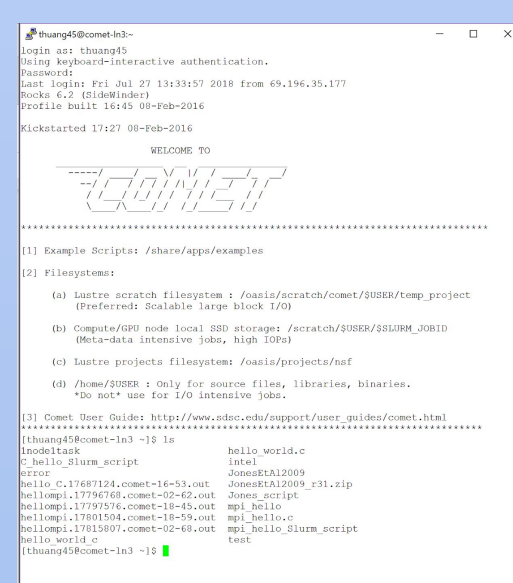 thuang45@comet-ln3:~
login as: thuang45
Using keyboard-interactive authentication.
Password:
Last login: Fri Jul 27 13:33:57 2018 from 69.196.35.177
Rocks 6.2 (SideWinder)
Profile built 16:45 08-Feb-2016
Kickstarted 17:27 08-Feb-2016
WELCOME TO
COMET
*******************************************************************************
[1] Example Scripts: /share/apps/examples
[2] Filesystems:
(a) Lustre scratch filesystem : /oasis/scratch/comet/$USER/temp_project
(Preferred: Scalable large block I/O)
(b) Compute/GPU node local SSD storage: /scratch/$USER/$SLURM_JOBID
(Meta-data intensive jobs, high IOPs)
(c) Lustre projects filesystem: /oasis/projects/nsf
(d) /home/$USER : Only for source files, libraries, binaries.
*Do not* use for I/O intensive jobs.
[3] Comet User Guide: http://www.sdsc.edu/support/user_guides/comet.html
*******************************************************************************
[thuang45@comet-ln3 ~]$ ls
1node1task hello_world.c
C_hello_Slurm_script intel
error JonesEtAl2009
hello_C.17687124.comet-16-53.out JonesEtAl2009_r31.zip
hellompi.17796768.comet-02-62.out Jones_script
hellompi.17797576.comet-18-45.out mpi_hello
hellompi.17801504.comet-18-59.out mpi_hello.c
hellompi.17815807.comet-02-68.out mpi_hello_Slurm_script
hello_world_c test
[thuang45@comet-ln3 ~]$